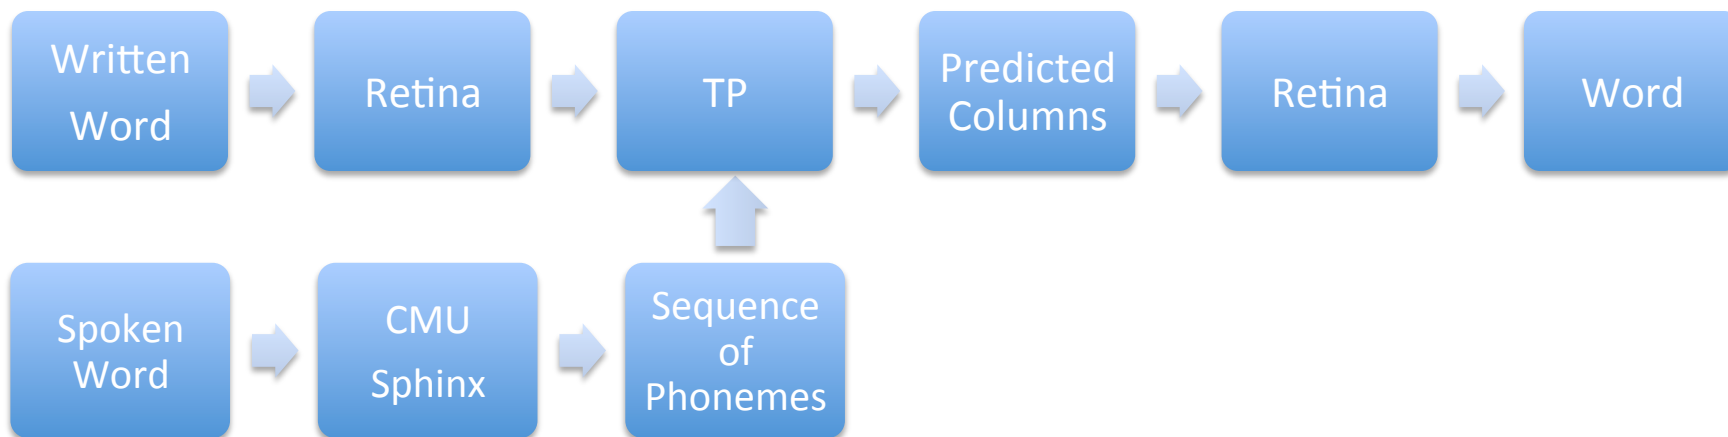 Written
Word
Retina
TP
Predicted
Columns
Retina
Word
Spoken
Word
CMU
Sphinx
Sequence
of
Phonemes